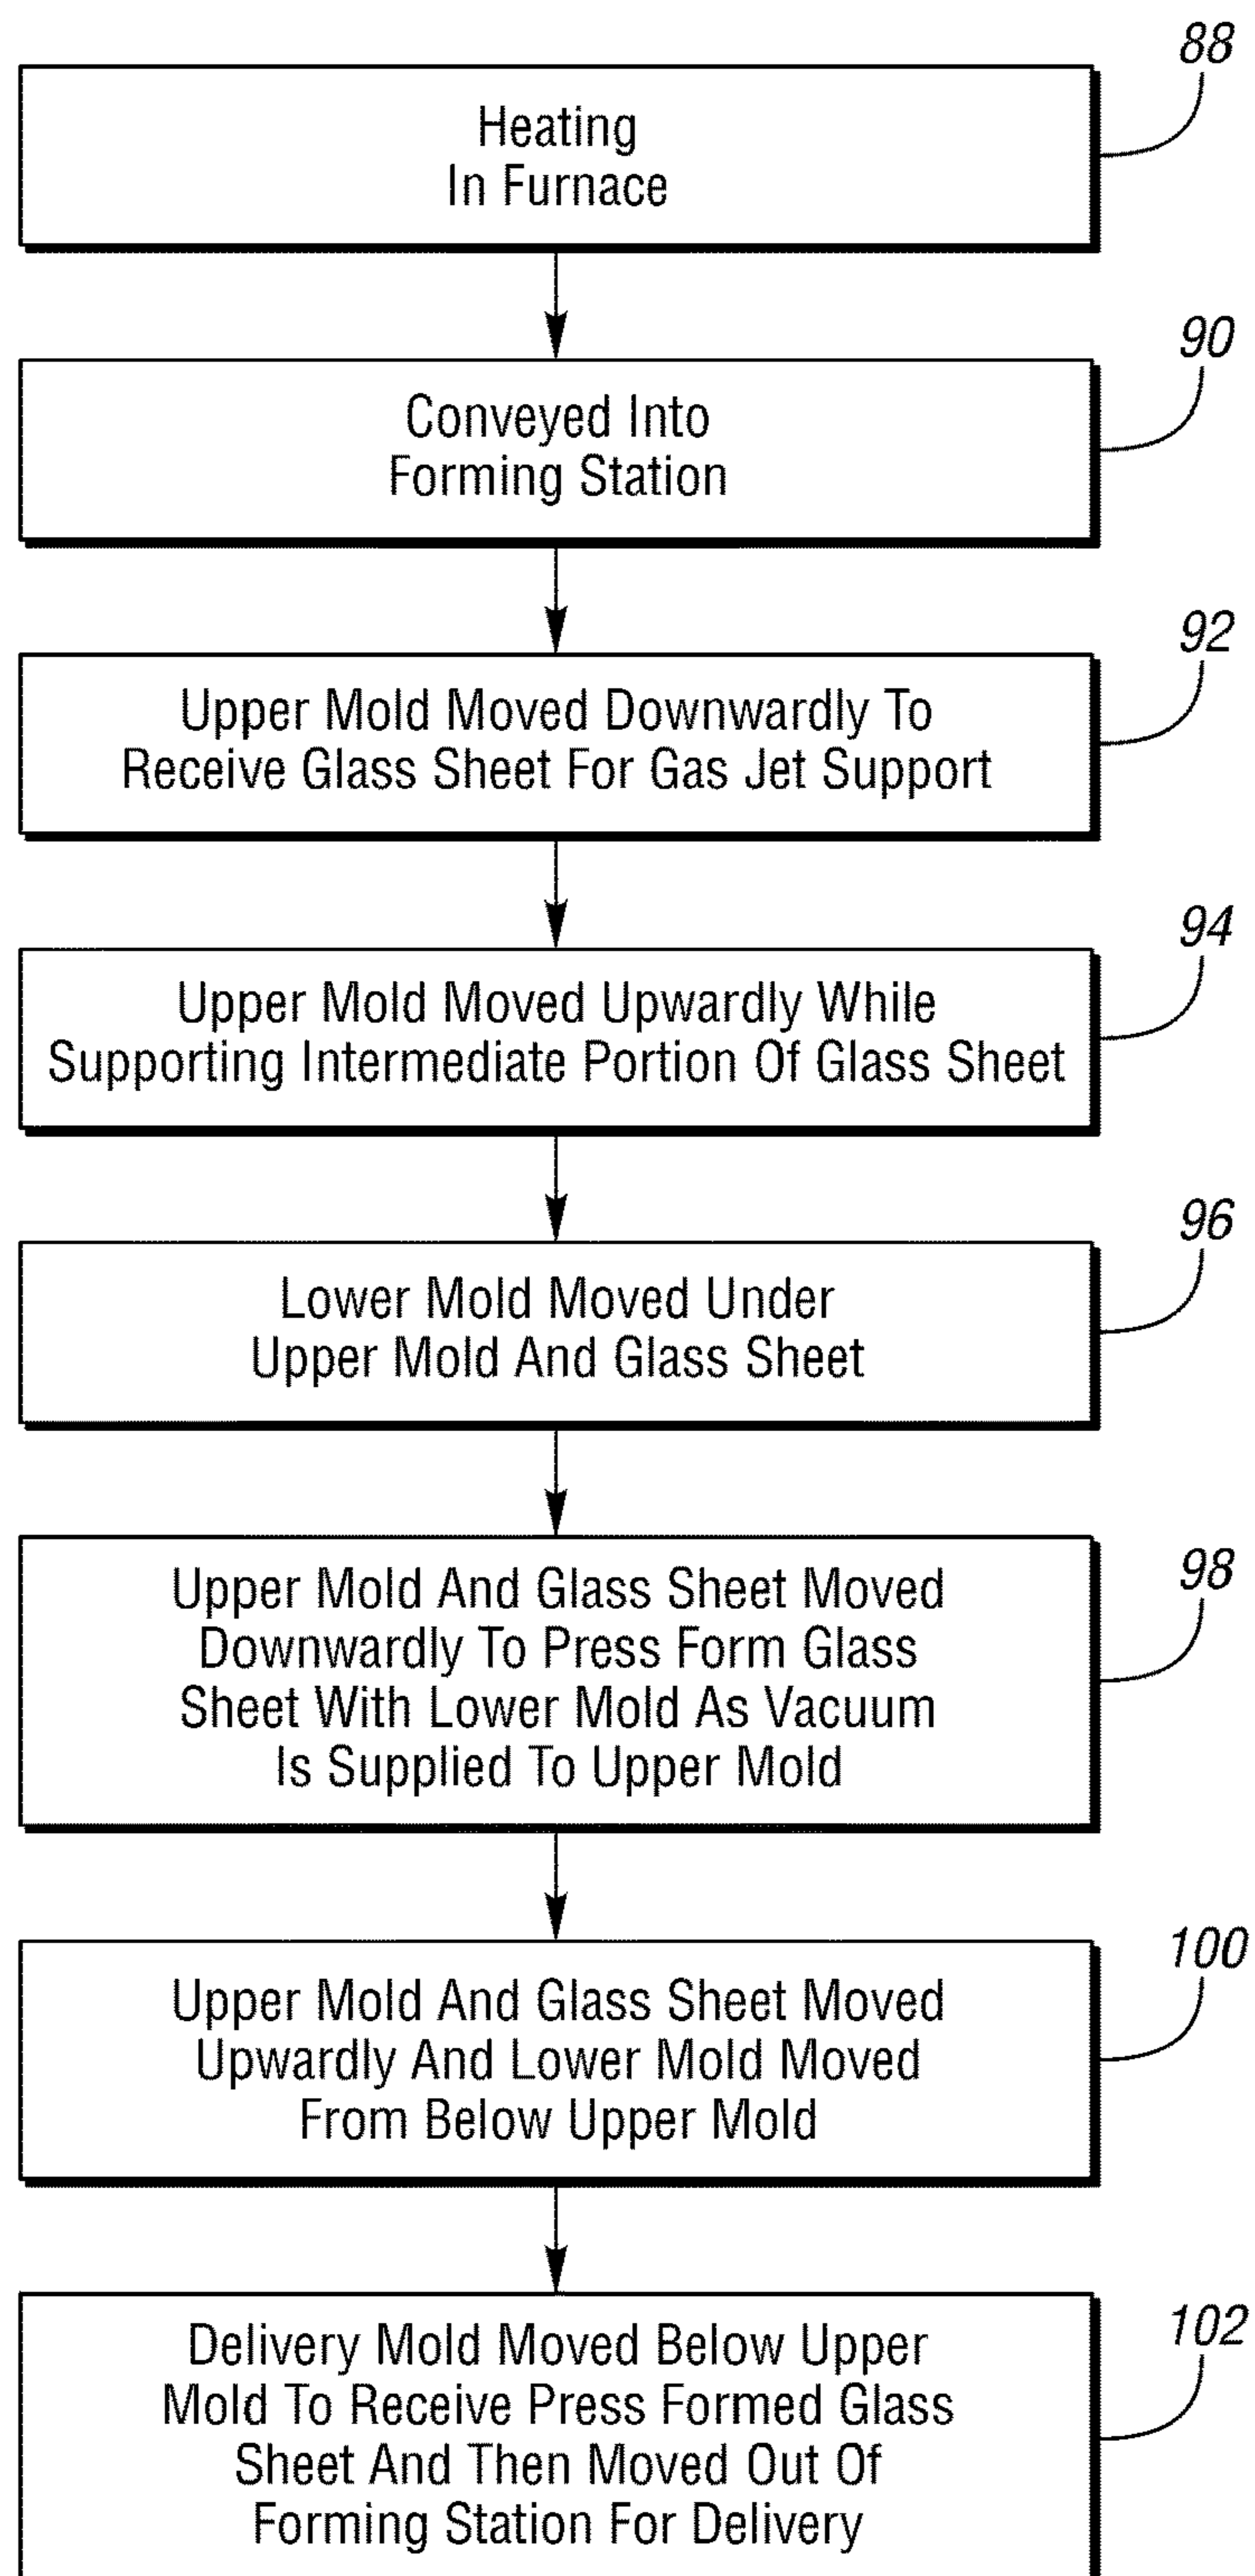 88
Heating
In Furnace
90
Conveyed Into
Forming Station
92
Upper Mold Moved Downwardly To
Receive Glass Sheet For Gas Jet Support
94
Upper Mold Moved Upwardly While
Supporting Intermediate Portion Of Glass Sheet
96
Lower Mold Moved Under
Upper Mold And Glass Sheet
98
Upper Mold And Glass Sheet Moved
Downwardly To Press Form Glass
Sheet With Lower Mold As Vacuum
Is Supplied To Upper Mold
100
Upper Mold And Glass Sheet Moved
Upwardly And Lower Mold Moved
From Below Upper Mold
102
Delivery Mold Moved Below Upper
Mold To Receive Press Formed Glass
Sheet And Then Moved Out Of
Forming Station For Delivery